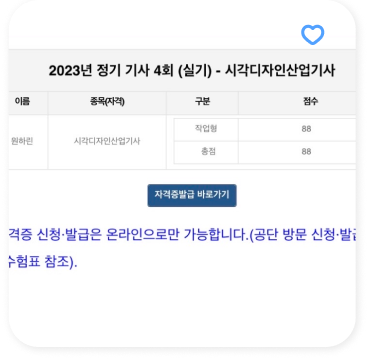 2023년 정기 기사 4회 (실기) - 시각디자인산업기사
이름 종목(자격) 구분 점수
원하린 시각디자인산업기사 작업형 88
총점 88
자격증발급 바로가기
격증 신청·발급은 온라인으로만 가능합니다.(공단 방문 신청·발급
수험표 참조).